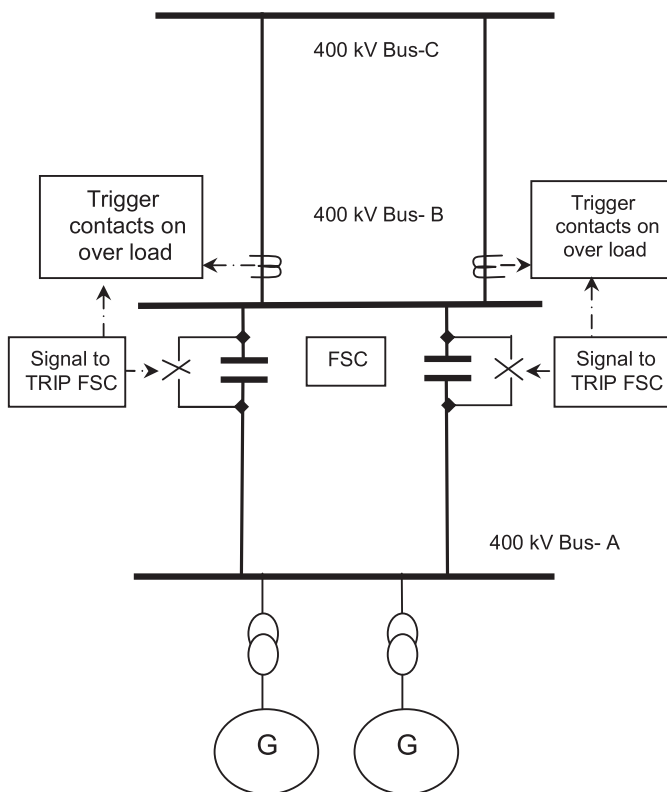 400 kV Bus-C
Trigger
contacts on
over load
400 kV Bus- B
Trigger
contacts on
over load
Signal to
TRIP FSC
FSC
Signal to
TRIP FSC
400 kV Bus- A
G
G